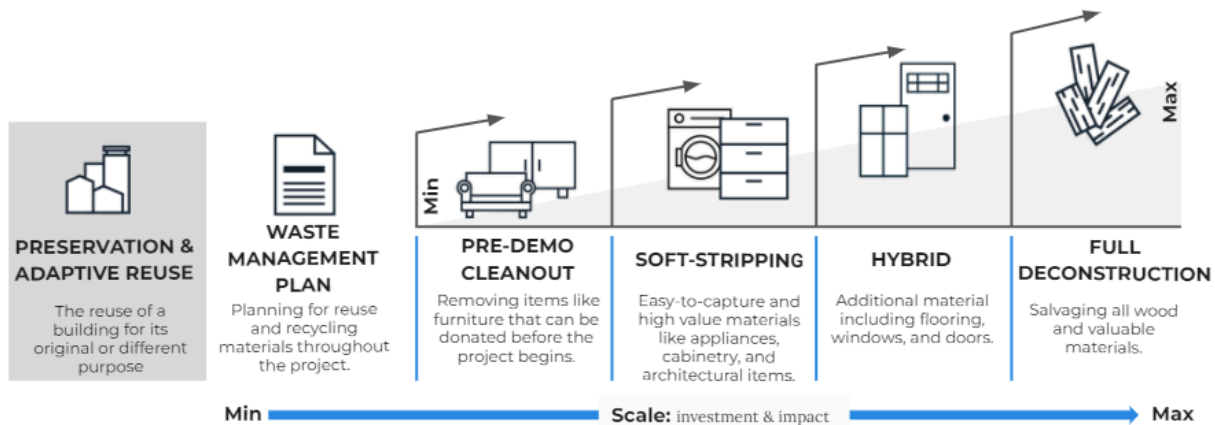 PRESERVATION &
ADAPTIVE REUSE
The reuse of a
building for its
original or different
purpose
WASTE
MANAGEMENT
PLAN
Planning for reuse
and recycling
materials throughout
the project.
Min
PRE-DEMO
CLEANOUT
Removing items like
furniture that can be
donated before the
project begins.
SOFT-STRIPPING
Easy-to-capture and
high value materials
like appliances,
cabinetry, and
architectural items.
HYBRID
Additional material
including flooring,
windows, and doors.
Max
FULL
DECONSTRUCTION
Salvaging all wood
and valuable
materials.
Min Scale: investment & impact Max